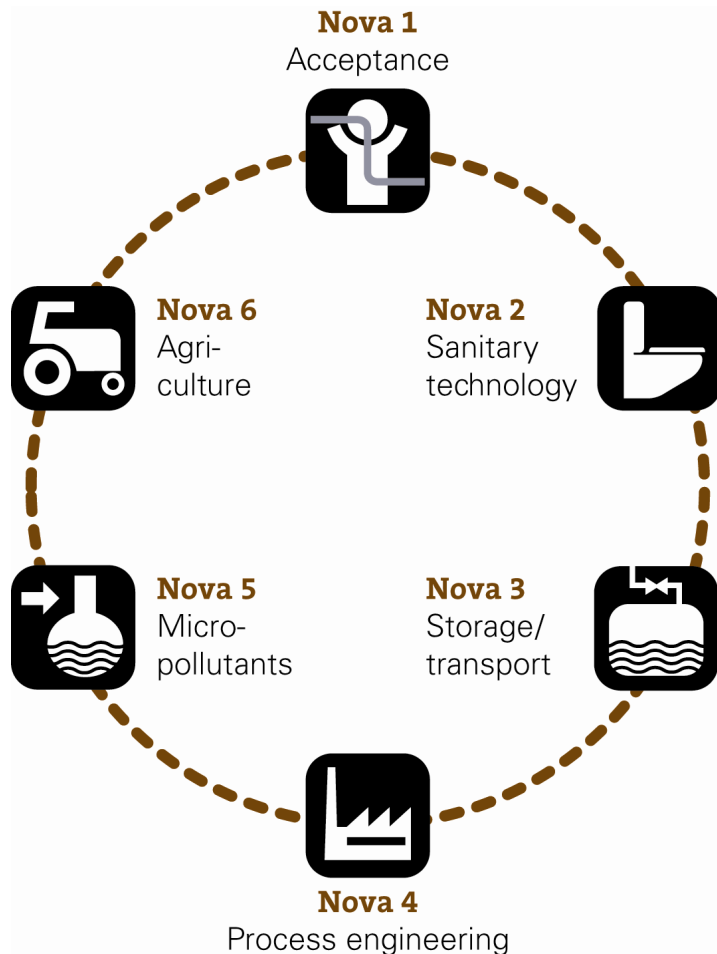 Nova 1
Acceptance
Nova 6
Agri-
culture
Nova 2
Sanitary
technology
Nova 5
Micro-
pollutants
Nova 3
Storage/
transport
Nova 4
Process engineering